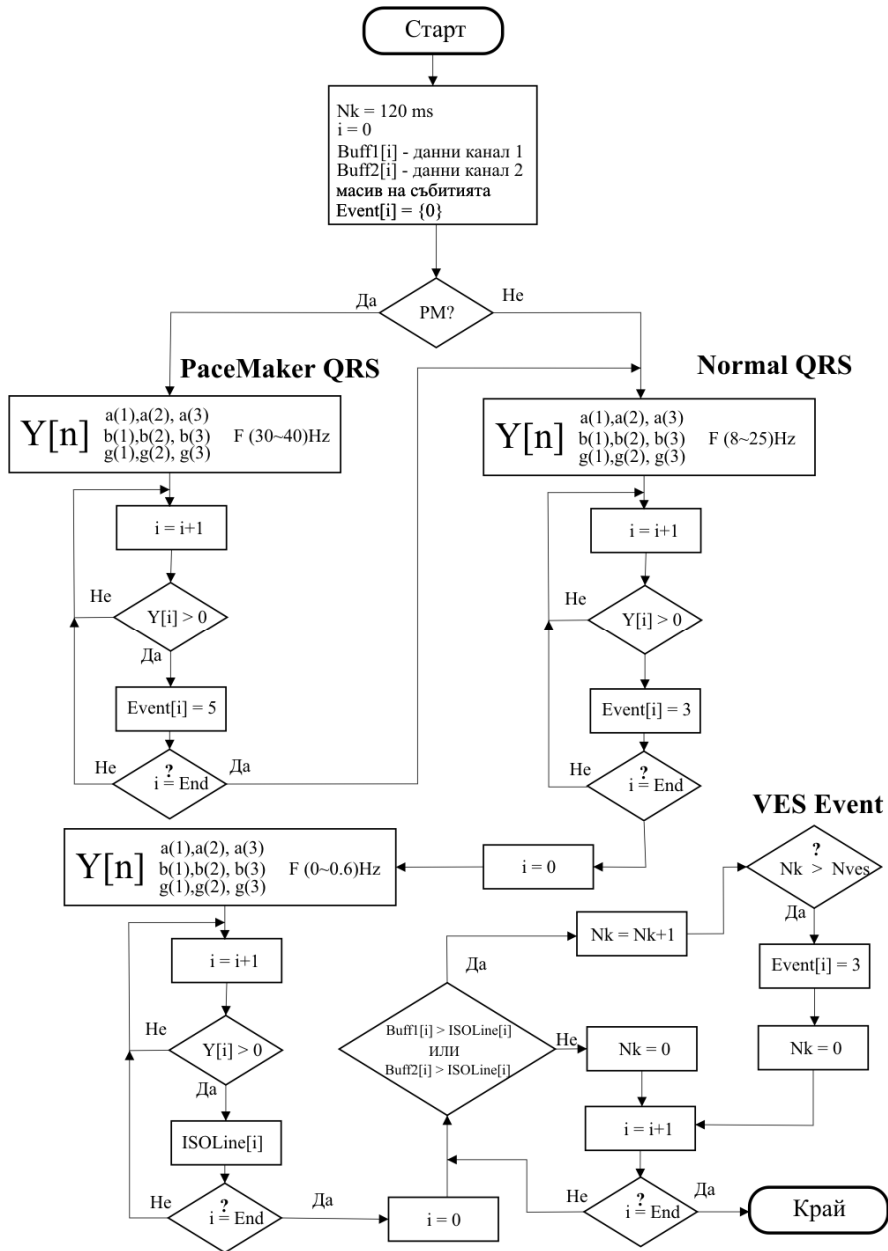 Старт
Nk = 120 ms
i = 0
Buff1[i] - данни канал 1
Buff2[i] - данни канал 2
масив на събитията
Event[i] = {0}
Да
PM?
Не
PaceMaker QRS
Normal QRS
Y[n]
a(1),a(2), a(3)
b(1),b(2), b(3)
g(1),g(2), g(3)
F (30~40)Hz
Y[n]
a(1),a(2), a(3)
b(1),b(2), b(3)
g(1),g(2), g(3)
F (8~25)Hz
i = i+1
i = i+1
Не
Y[i] > 0
Да
Не
Y[i] > 0
Event[i] = 5
Event[i] = 3
Не
?
i = End
Да
Не
?
i = End
VES Event
Y[n]
a(1),a(2), a(3)
b(1),b(2), b(3)
g(1),g(2), g(3)
F (0~0.6)Hz
i = 0
?
Nk > Nves
Да
i = i+1
Nk = Nk+1
Да
Event[i] = 3
Не
Y[i] > 0
Да
Buff1[i] > ISOLine[i]
ИЛИ
Buff2[i] > ISOLine[i]
Не
Nk = 0
Nk = 0
ISOLine[i]
i = i+1
Не
?
i = End
Да
i = 0
Не
?
i = End
Да
Край